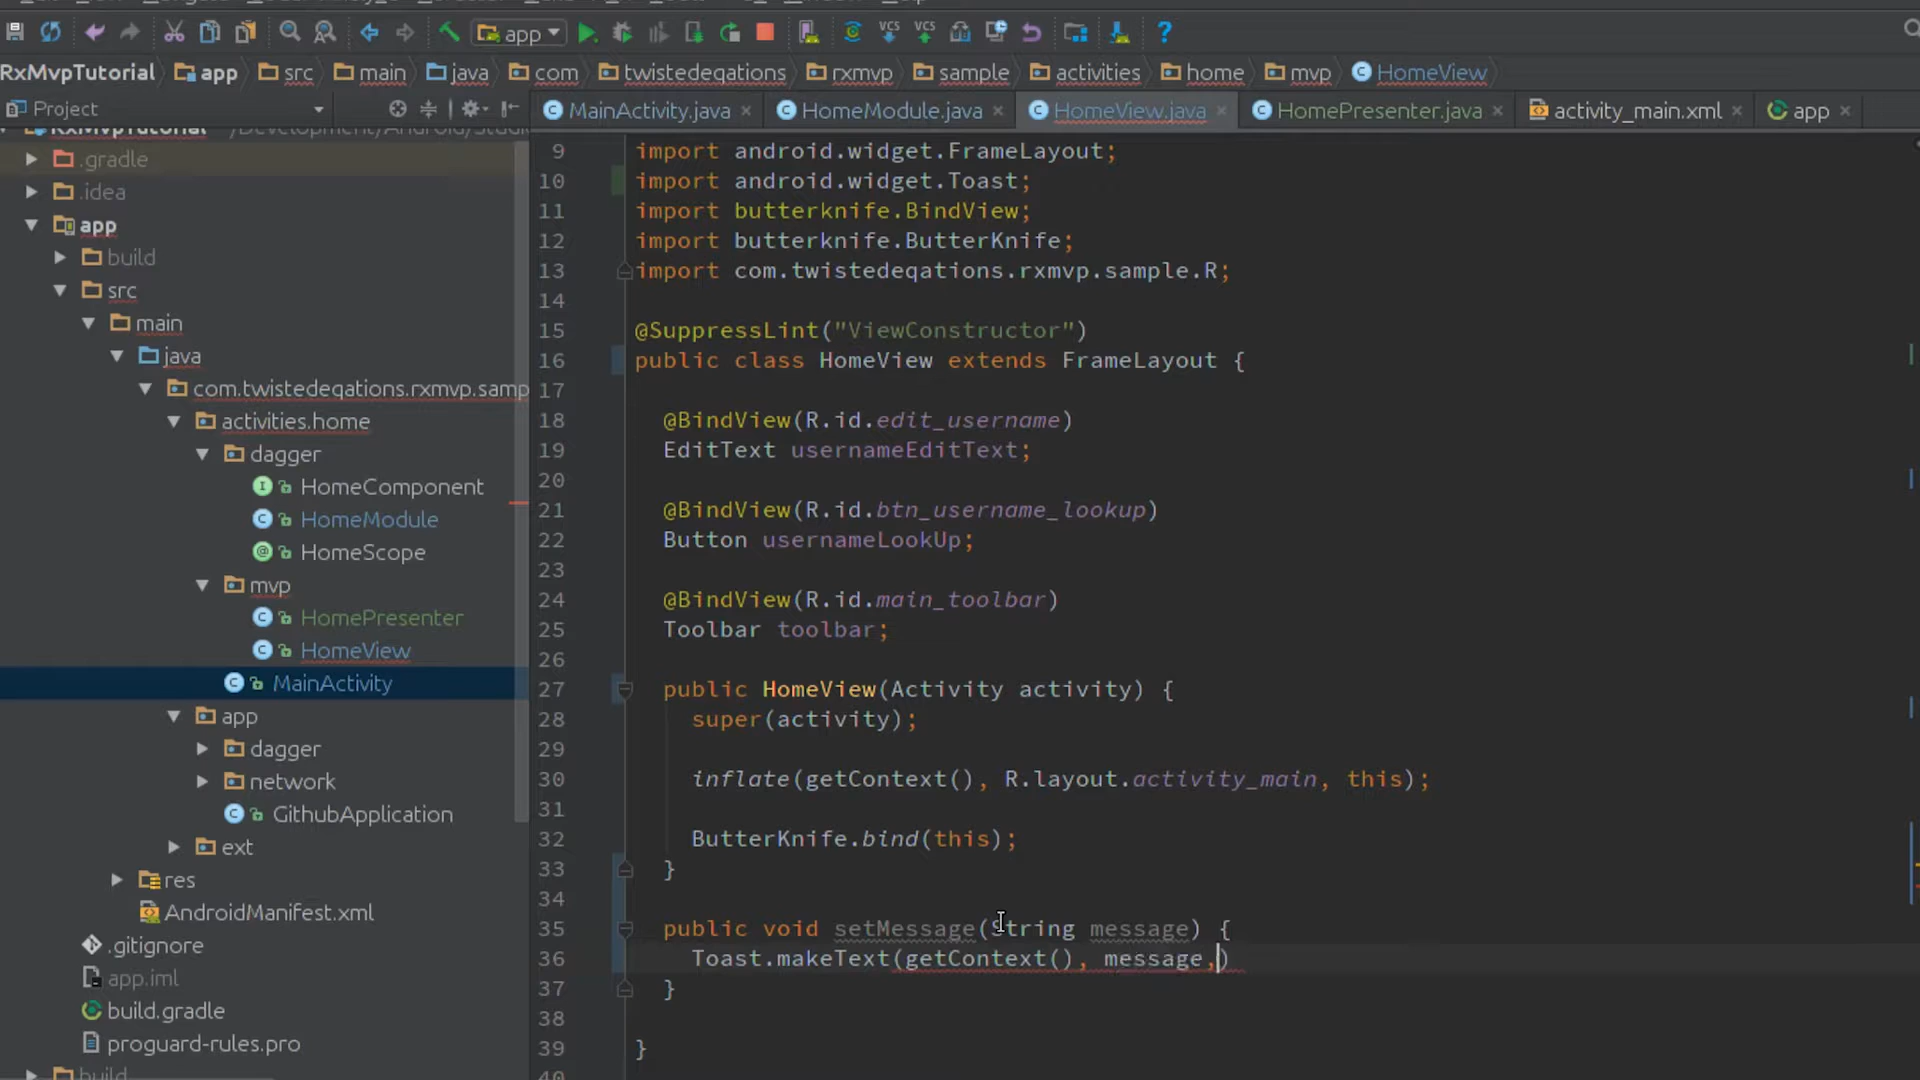 app
RxMvpTutorial app src main java com twistedeqations rxmvp sample activities home mvp HomeView
Project
MainActivity.java HomeModule.java HomeView.java HomePresenter.java activity_main.xml app
RxMvpTutorial
.gradle
.idea
app
build
src
main
java
com.twistedeqations.rxmvp.samp
activities.home
dagger
HomeComponent
HomeModule
HomeScope
mvp
HomePresenter
HomeView
MainActivity
app
dagger
network
GithubApplication
ext
res
AndroidManifest.xml
.gitignore
app.iml
build.gradle
proguard-rules.pro
build
9 import android.widget.FrameLayout;
10 import android.widget.Toast;
11 import butterknife.BindView;
12 import butterknife.ButterKnife;
13 import com.twistedeqations.rxmvp.sample.R;
14
15 @SuppressLint("ViewConstructor")
16 public class HomeView extends FrameLayout {
17
18 @BindView(R.id.edit_username)
19 EditText usernameEditText;
20
21 @BindView(R.id.btn_username_lookup)
22 Button usernameLookUp;
23
24 @BindView(R.id.main_toolbar)
25 Toolbar toolbar;
26
27 public HomeView(Activity activity) {
28 super(activity);
29
30 inflate(getContext(), R.layout.activity_main, this);
31
32 ButterKnife.bind(this);
33 }
34
35 public void setMessage(String message) {
36 Toast.makeText(getContext(), message,)
37 }
38
39 }
40